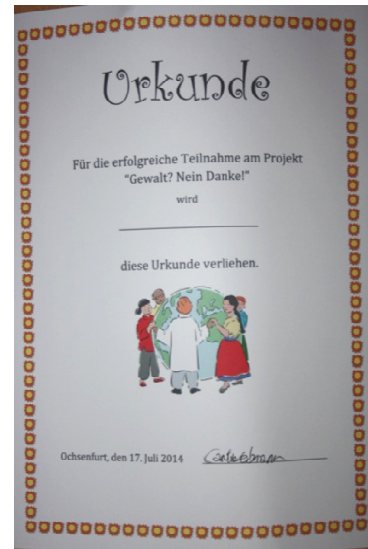 Urkunde
Für die erfolgreiche Teilnahme am Projekt
"Gewalt? Nein Danke!"
wird
diese Urkunde verliehen.
Ochsenfurt, den 17. Juli 2014